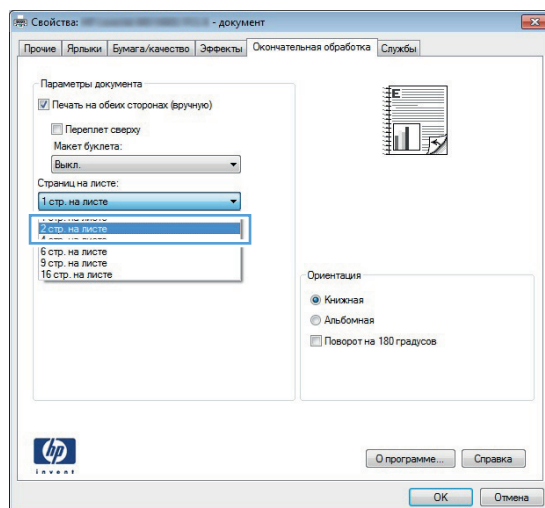 Свойства: - документ
Прочие Ярлыки Бумага/качество Эффекты Окончательная обработка Службы
Параметры документа
Печать на обеих сторонах (вручную)
Переплет сверху
Макет буклета:
Выкл.
Страниц на листе:
1 стр. на листе
2 стр. на листе
6 стр. на листе
9 стр. на листе
16 стр. на листе
Ориентация
Книжная
Альбомная
Поворот на 180 градусов
hp
invent
О программе... Справка
OK Отмена